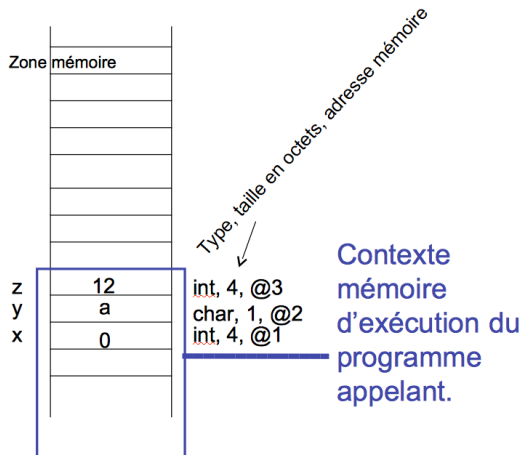 Zone mémoire
Type, taille en octets, adresse mémoire
z 12 int, 4, @3
y a char, 1, @2
x 0 int, 4, @1
Contexte
mémoire
d'exécution du
programme
appelant.